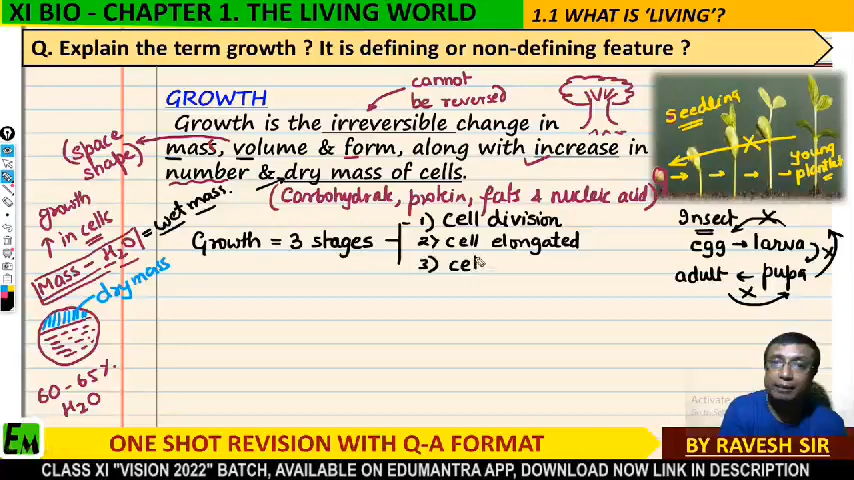 XI BIO - CHAPTER 1. THE LIVING WORLD
1.1 WHAT IS ‘LIVING’?
Q. Explain the term growth ? It is defining or non-defining feature ?
cannot
be reversed
GROWTH
Growth is the irreversible change in
mass, volume & form, along with increase in
number & dry mass of cells.
(Carbohydrate, protein, fats & nucleic acid)
(space
shape)
growth
↑ in cells
Mass - H2O = wet mass.
dry mass
60 - 65%.
H2O
Growth = 3 stages
1) Cell division
2) cell elongated
3) cel
Seedling
Young
plantlet
Insect
egg → larva
adult ← pupa
Activate
Em
ONE SHOT REVISION WITH Q-A FORMAT
BY RAVESH SIR
CLASS XI "VISION 2022" BATCH, AVAILABLE ON EDUMANTRA APP, DOWNLOAD NOW LINK IN DESCRIPTION